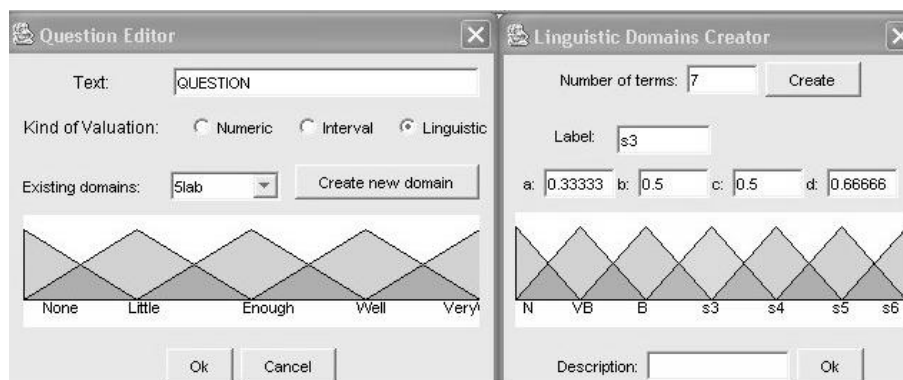 Question Editor
Text: QUESTION
Kind of Valuation: Numeric Interval Linguistic
Existing domains: 5lab Create new domain
None Little Enough Well Very
Ok Cancel
Linguistic Domains Creator
Number of terms: 7 Create
Label: s3
a: 0.33333 b: 0.5 c: 0.5 d: 0.66666
N VB B s3 s4 s5 s6
Description: Ok